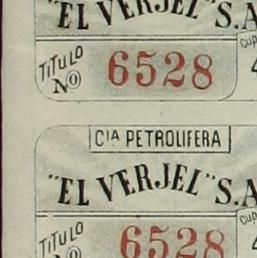 "EL VERJEL" S.A
TITULO Nº 6528
CIA PETROLIFERA
"EL VERJEL" S.A
TITULO Nº 6528